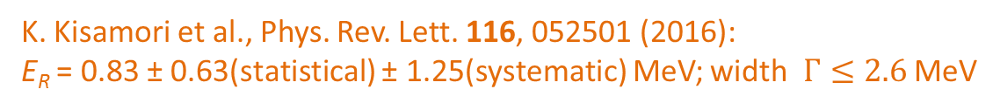 K. Kisamori et al., Phys. Rev. Lett. 116, 052501 (2016):
E_R = 0.83 ± 0.63(statistical) ± 1.25(systematic) MeV; width Γ ≤ 2.6 MeV